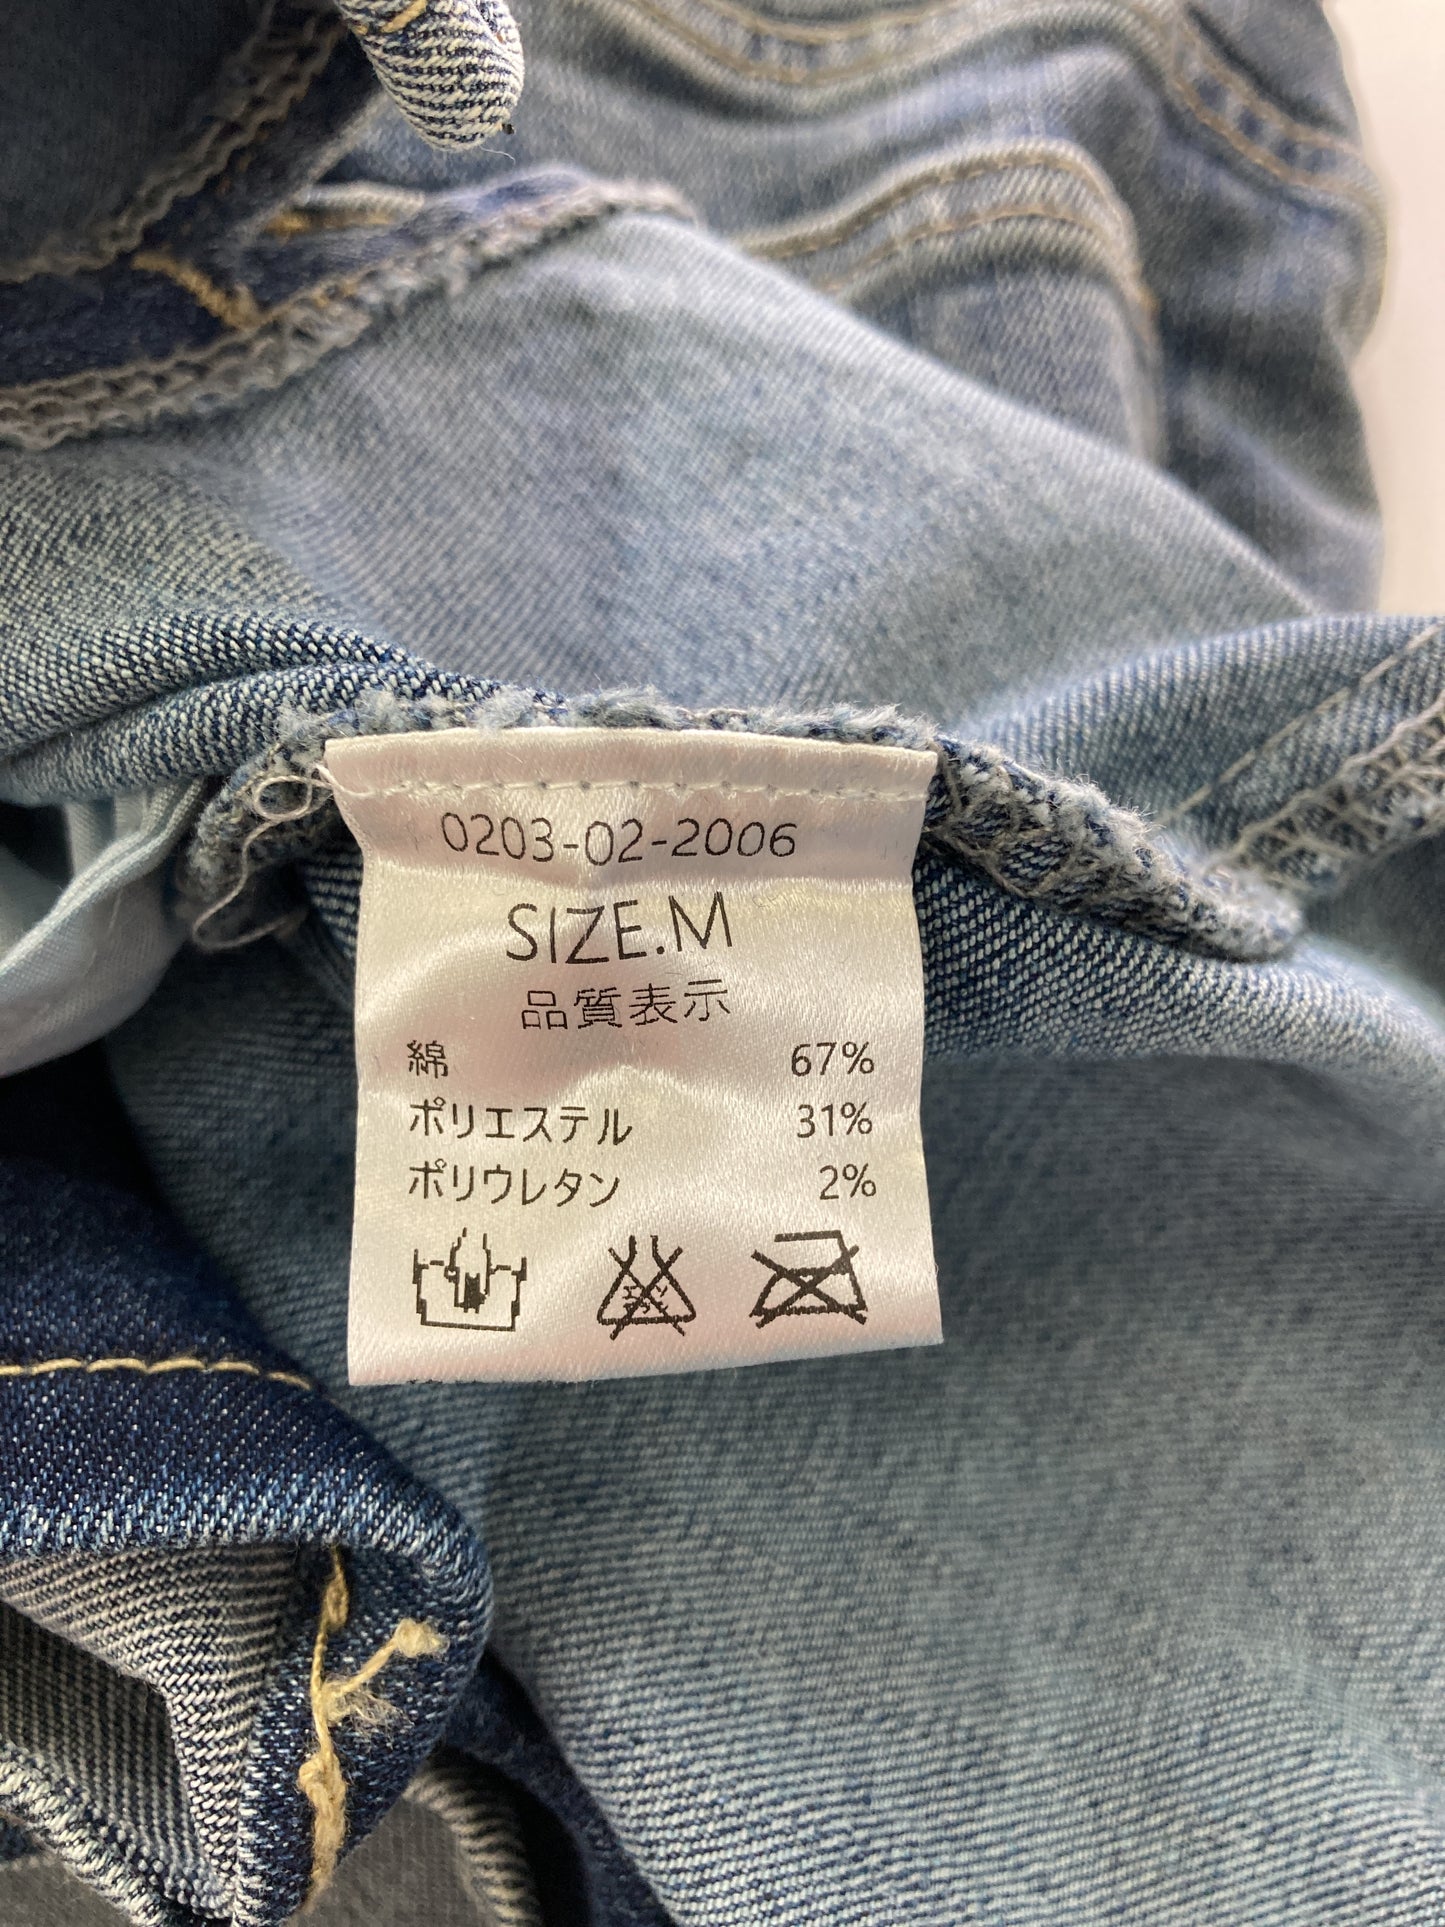 0203-02-2006
SIZE.M
品質表示
綿 67%
ポリエステル 31%
ポリウレタン 2%